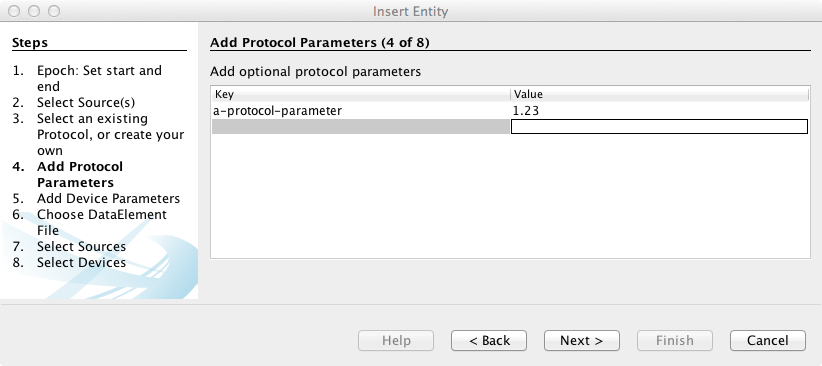 Insert Entity
Steps
1. Epoch: Set start and
end
2. Select Source(s)
3. Select an existing
Protocol, or create your
own
4. Add Protocol
Parameters
5. Add Device Parameters
6. Choose DataElement
File
7. Select Sources
8. Select Devices
Add Protocol Parameters (4 of 8)
Add optional protocol parameters
Key Value
a-protocol-parameter 1.23
Help < Back Next > Finish Cancel